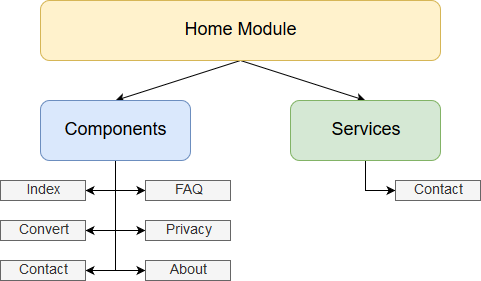 Home Module
Components
Services
Index
FAQ
Contact
Convert
Privacy
Contact
About